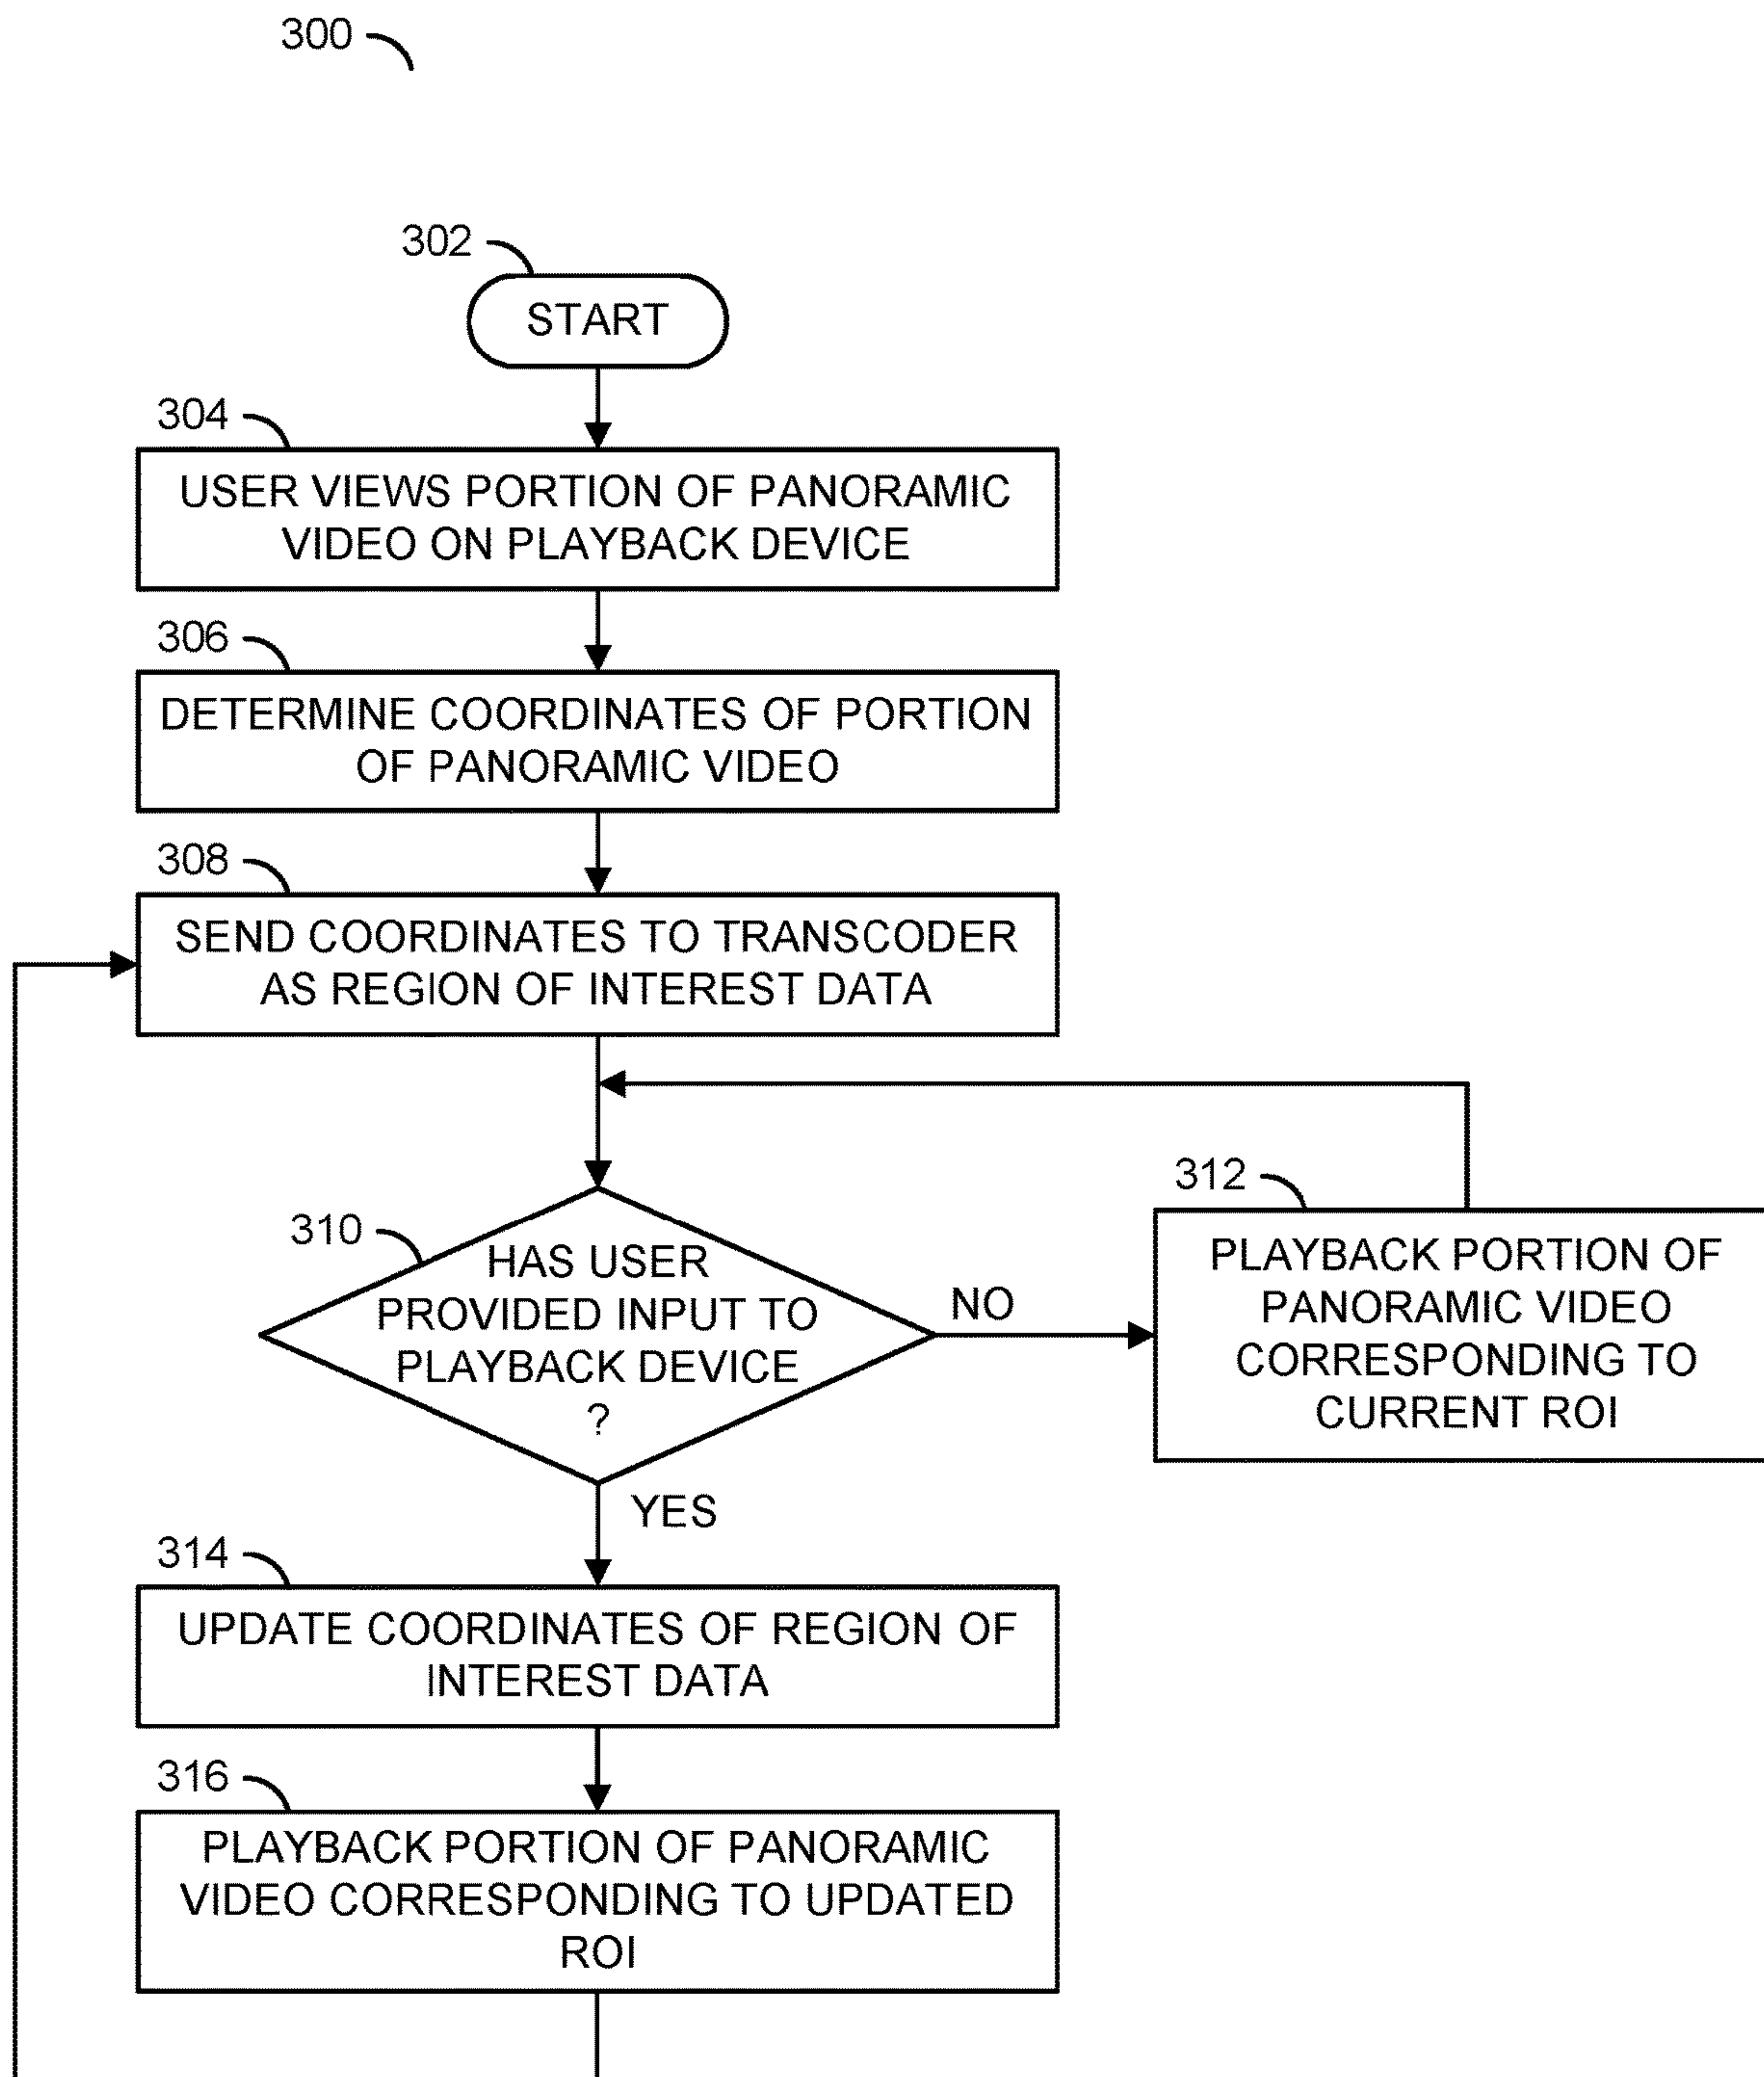 300
302
START
304
USER VIEWS PORTION OF PANORAMIC
VIDEO ON PLAYBACK DEVICE
306
DETERMINE COORDINATES OF PORTION
OF PANORAMIC VIDEO
308
SEND COORDINATES TO TRANSCODER
AS REGION OF INTEREST DATA
310
HAS USER
PROVIDED INPUT TO
PLAYBACK DEVICE
?
NO
312
PLAYBACK PORTION OF
PANORAMIC VIDEO
CORRESPONDING TO
CURRENT ROI
YES
314
UPDATE COORDINATES OF REGION OF
INTEREST DATA
316
PLAYBACK PORTION OF PANORAMIC
VIDEO CORRESPONDING TO UPDATED
ROI